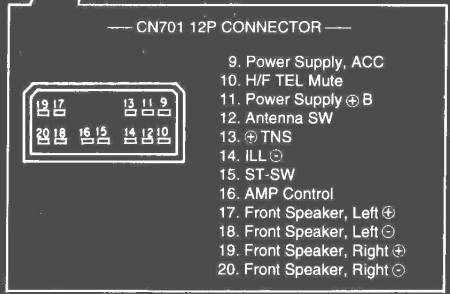 CN701 12P CONNECTOR
9. Power Supply, ACC
10. H/F TEL Mute
11. Power Supply ⊕ B
12. Antenna SW
13. ⊕ TNS
14. ILL ⊖
15. ST-SW
16. AMP Control
17. Front Speaker, Left ⊕
18. Front Speaker, Left ⊖
19. Front Speaker, Right ⊕
20. Front Speaker, Right ⊖
19 17 13 11 9
20 18 16 15 14 12 10